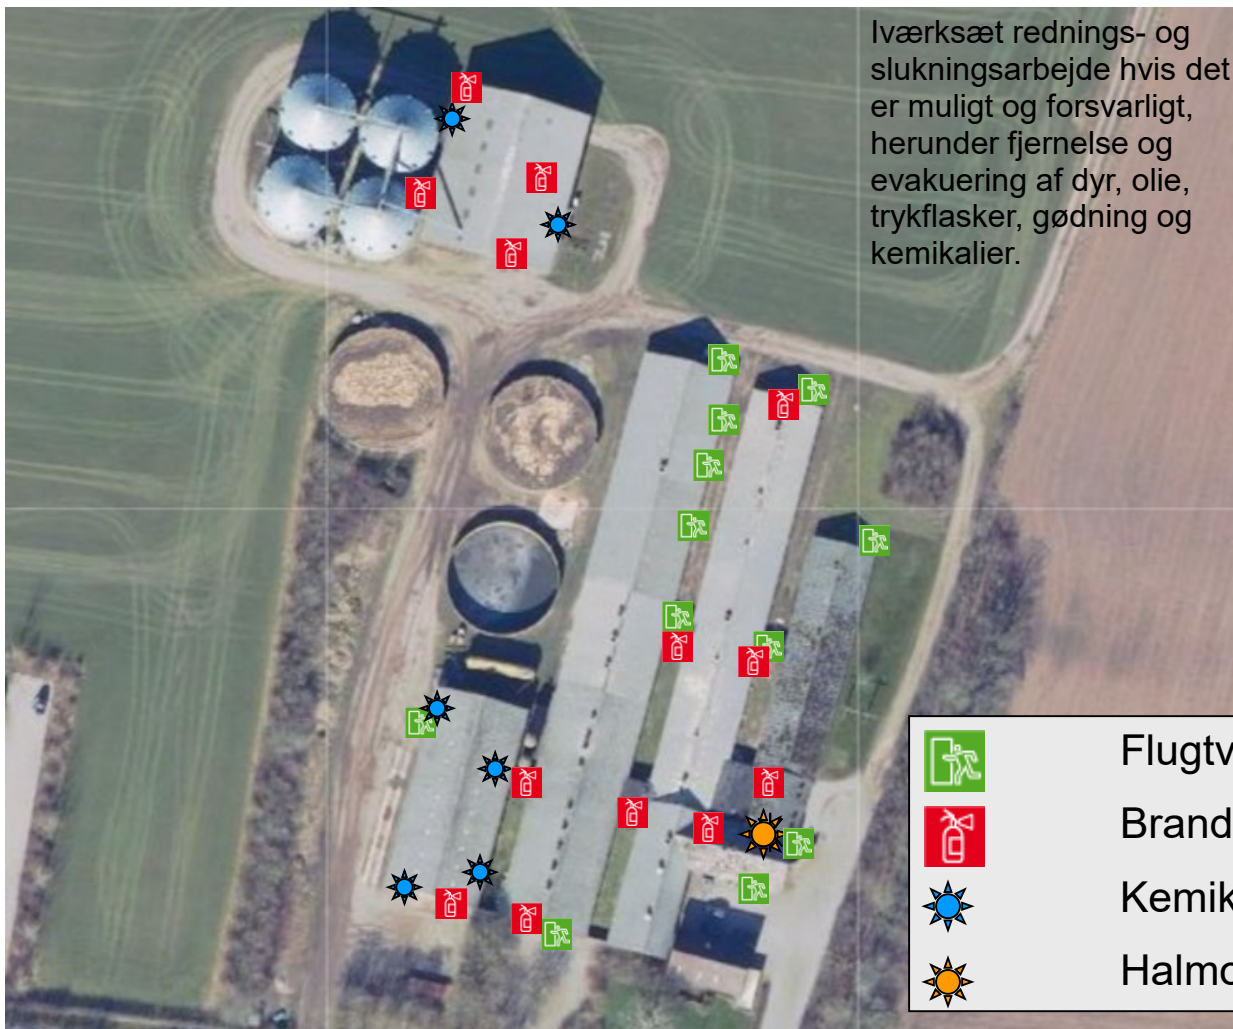 Iværksæt rednings- og
slukningsarbejde hvis det
er muligt og forsvarligt,
herunder fjernelse og
evakuering af dyr, olie,
trykflasker, gødning og
kemikalier.
Flugtv
Brand
Kemik